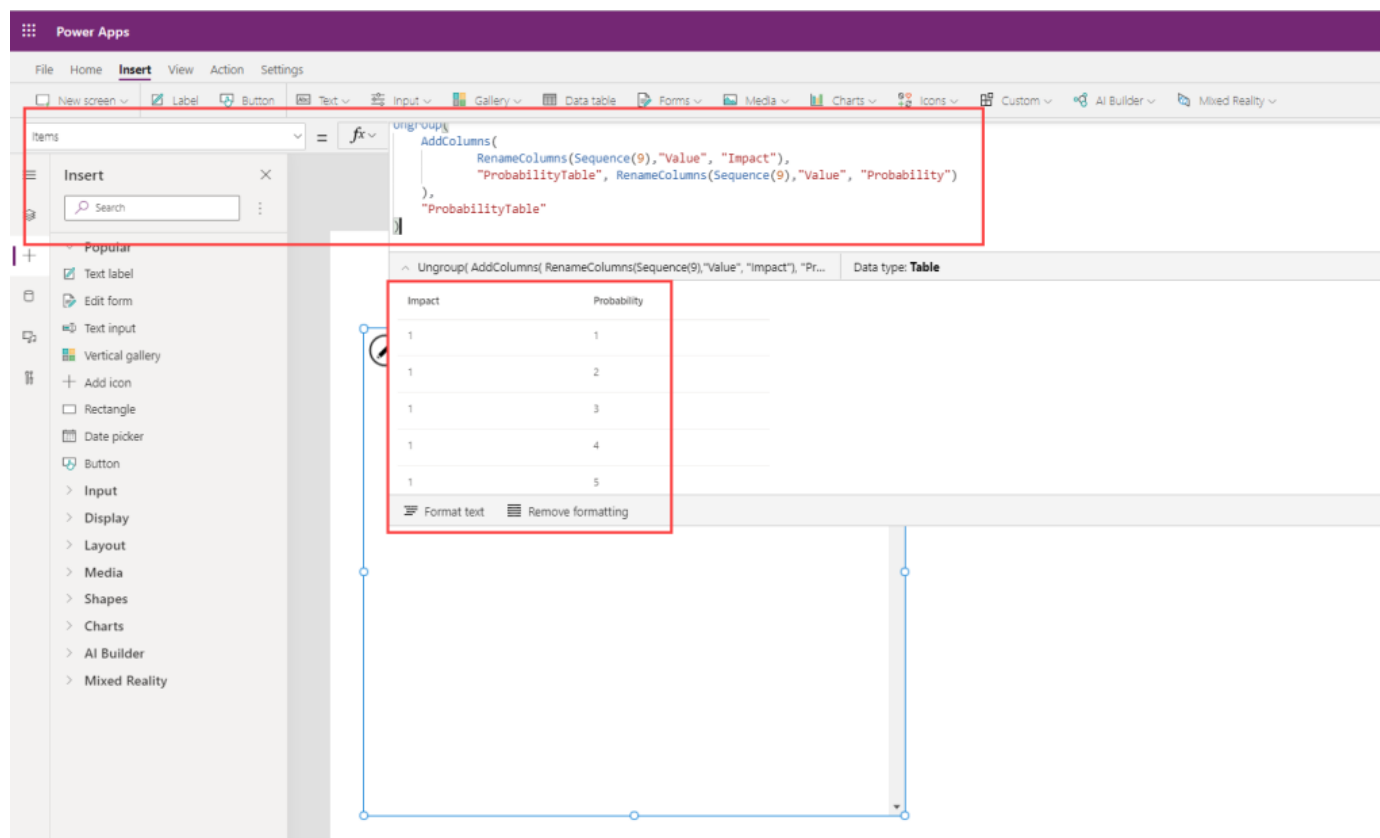 Power Apps
File Home Insert View Action Settings
New screen Label Button Text Input Gallery Data table Forms Media Charts Icons Custom AI Builder Mixed Reality
Items = fx
Ungroup(
AddColumns(
RenameColumns(Sequence(9),"Value", "Impact"),
"ProbabilityTable", RenameColumns(Sequence(9),"Value", "Probability")
),
"ProbabilityTable"
)
Insert
Search
Popular
Text label
Edit form
Text input
Vertical gallery
Add icon
Rectangle
Date picker
Button
Input
Display
Layout
Media
Shapes
Charts
AI Builder
Mixed Reality
Ungroup( AddColumns( RenameColumns(Sequence(9),"Value", "Impact"), "Pr... Data type: Table
Impact Probability
1 1
1 2
1 3
1 4
1 5
Format text Remove formatting